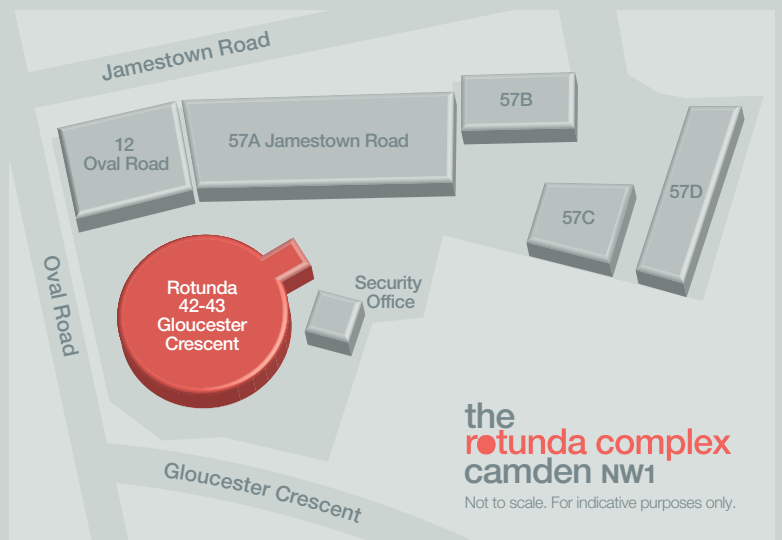 Jamestown Road
57B
12
Oval Road
57A Jamestown Road
57D
57C
Oval Road
Rotunda
42-43
Gloucester
Crescent
Security
Office
the
rotunda complex
camden NW1
Not to scale. For indicative purposes only.
Gloucester Crescent